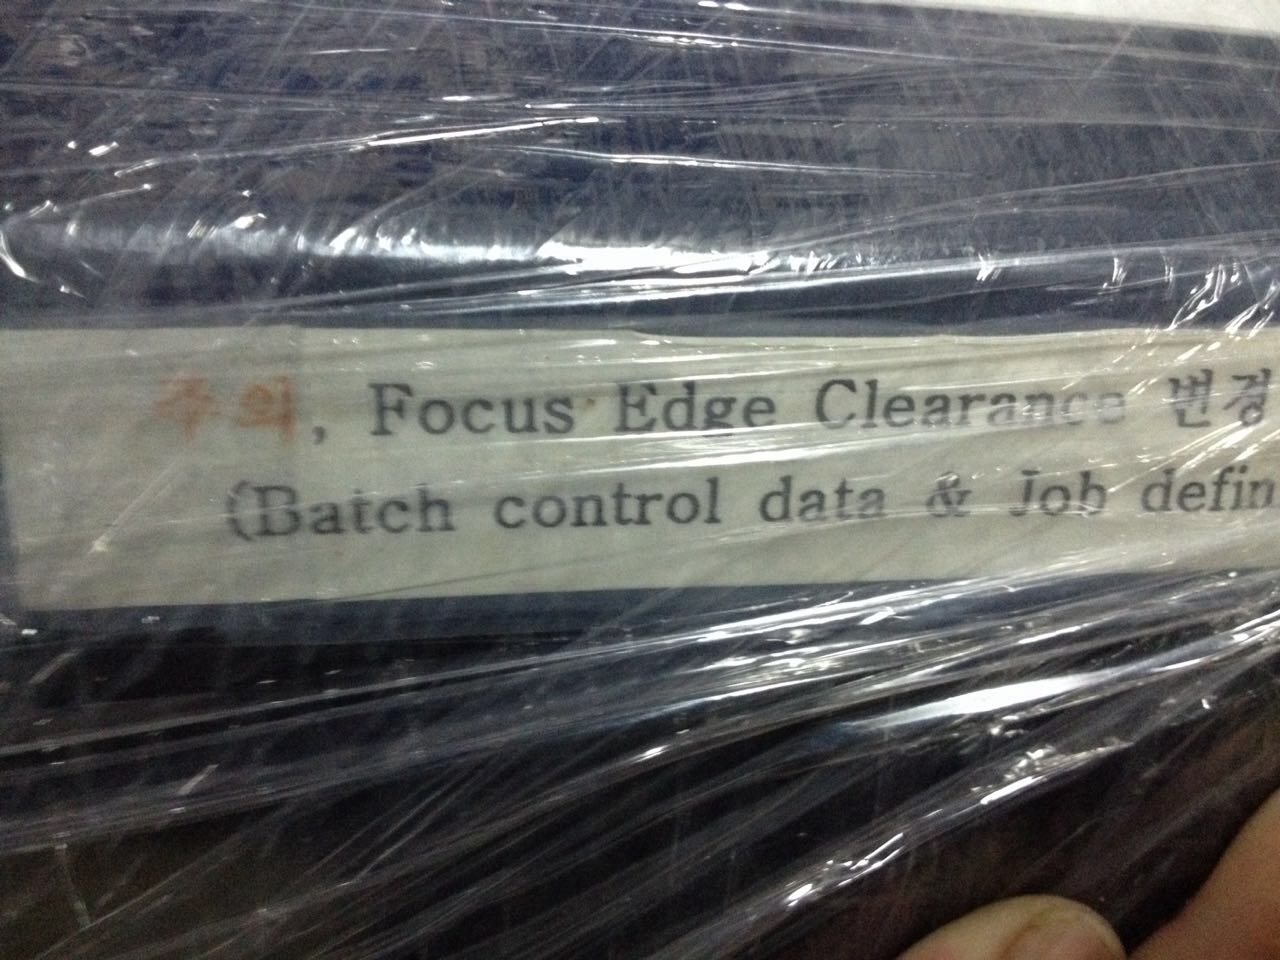 주의, Focus Edge Clearance 변경
(Batch control data & Job defin